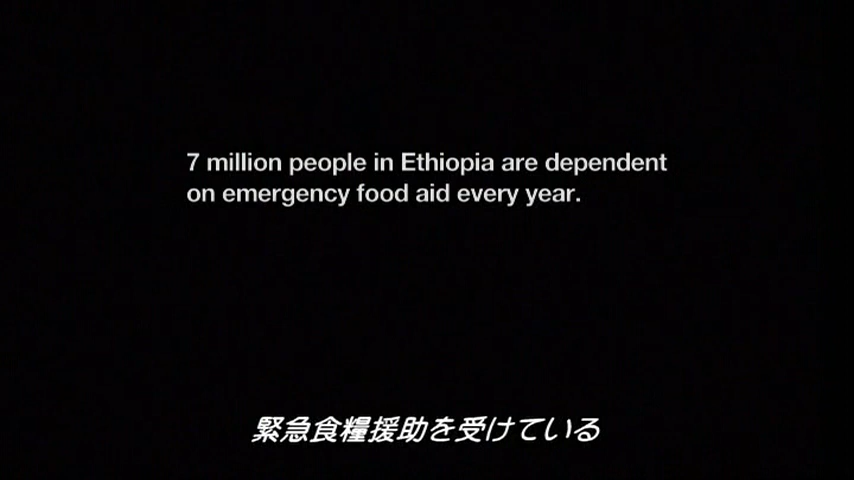 7 million people in Ethiopia are dependent
on emergency food aid every year.
緊急食糧援助を受けている